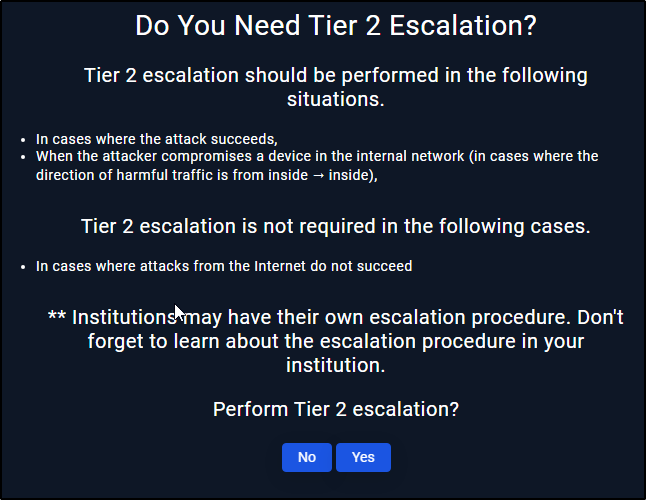 Do You Need Tier 2 Escalation?
Tier 2 escalation should be performed in the following
situations.
• In cases where the attack succeeds,
• When the attacker compromises a device in the internal network (in cases where the
direction of harmful traffic is from inside → inside),
Tier 2 escalation is not required in the following cases.
• In cases where attacks from the Internet do not succeed
** Institutions may have their own escalation procedure. Don't
forget to learn about the escalation procedure in your
institution.
Perform Tier 2 escalation?
No Yes